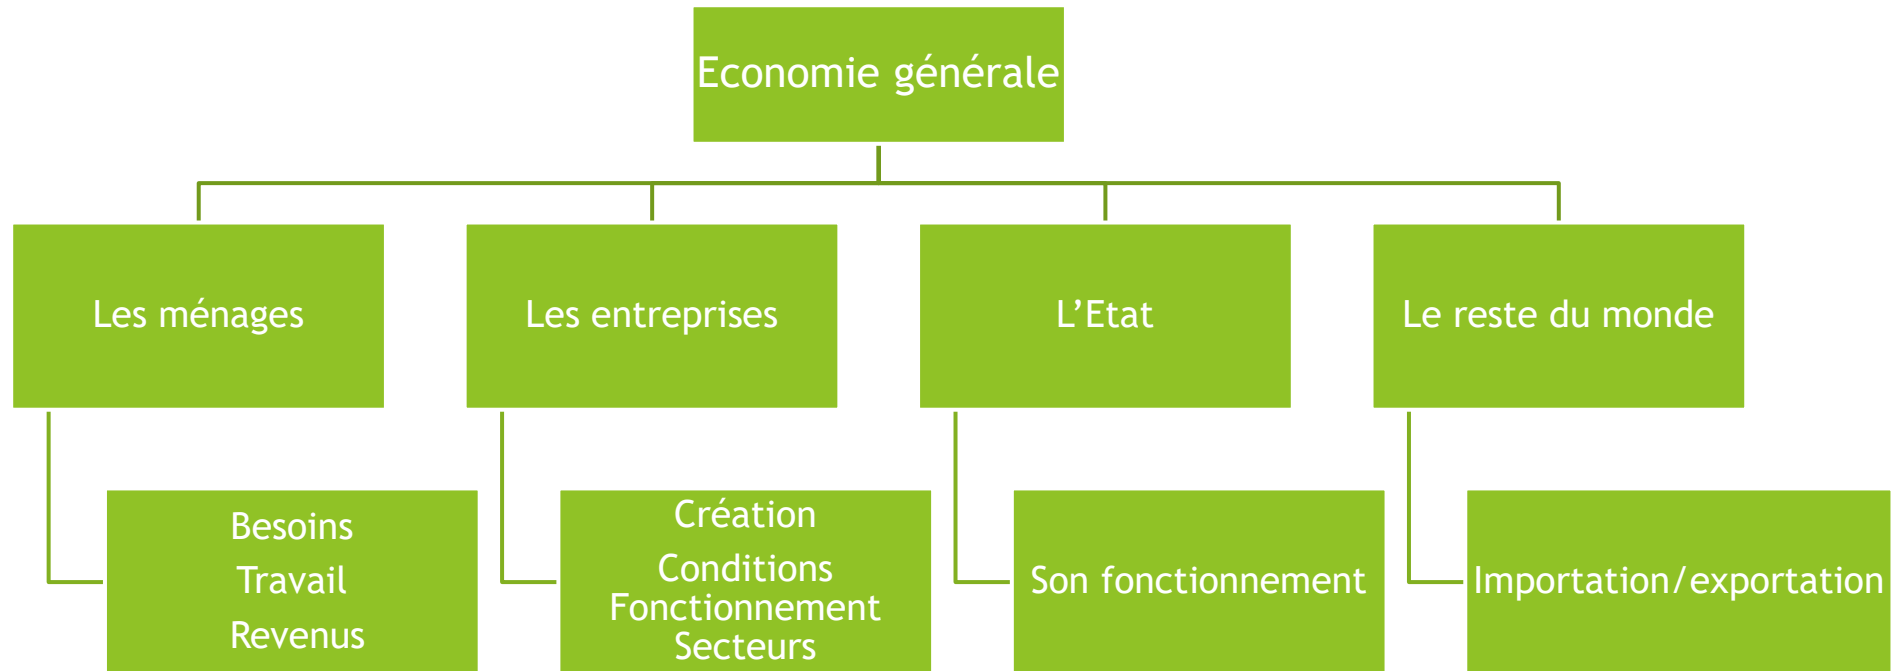 Economie générale
Les ménages
Les entreprises
L’Etat
Le reste du monde
Besoins
Travail
Revenus
Création
Conditions
Fonctionnement
Secteurs
Son fonctionnement
Importation/exportation